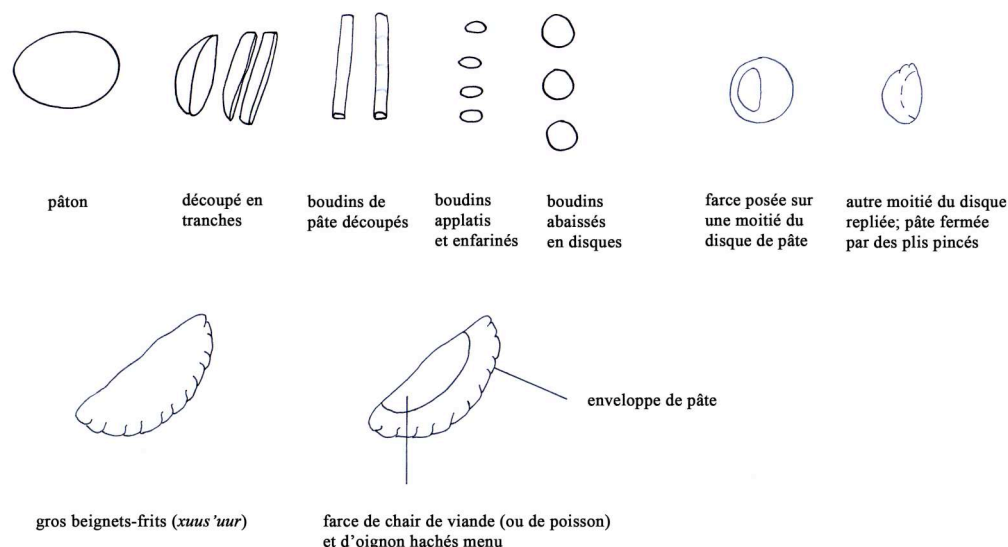 pâton
découpé en
tranches
boudins de
pâte découpés
boudins
applatis
et enfarinés
boudins
abaissés
en disques
farce posée sur
une moitié du
disque de pâte
autre moitié du disque
repliée; pâte fermée
par des plis pincés
enveloppe de pâte
gros beignets-frits (xuus'uur)
farce de chair de viande (ou de poisson)
et d'oignon hachés menu